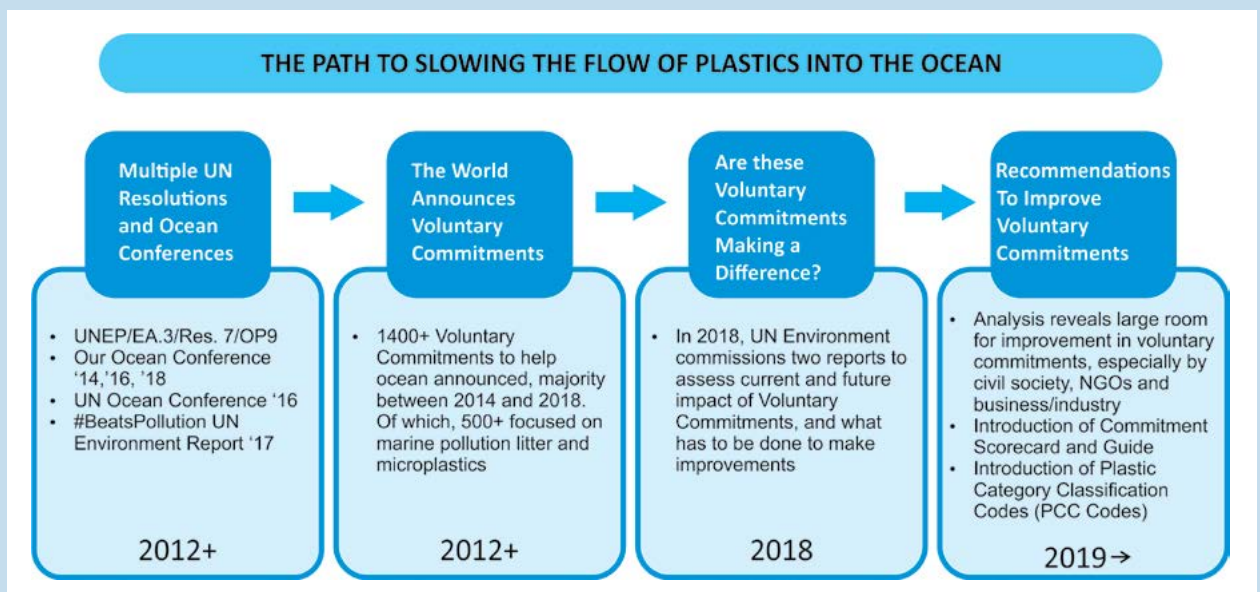 THE PATH TO SLOWING THE FLOW OF PLASTICS INTO THE OCEAN
Multiple UN
Resolutions
and Ocean
Conferences
• UNEP/EA.3/Res. 7/OP9
• Our Ocean Conference
‘14,’16, ’18
• UN Ocean Conference ‘16
• #BeatsPollution UN
Environment Report ‘17
2012+
The World
Announces
Voluntary
Commitments
• 1400+ Voluntary
Commitments to help
ocean announced, majority
between 2014 and 2018.
Of which, 500+ focused on
marine pollution litter and
microplastics
2012+
Are these
Voluntary
Commitments
Making a
Difference?
• In 2018, UN Environment
commissions two reports to
assess current and future
impact of Voluntary
Commitments, and what
has to be done to make
improvements
2018
Recommendations
To Improve
Voluntary
Commitments
• Analysis reveals large room
for improvement in voluntary
commitments, especially by
civil society, NGOs and
business/industry
• Introduction of Commitment
Scorecard and Guide
• Introduction of Plastic
Category Classification
Codes (PCC Codes)
2019→